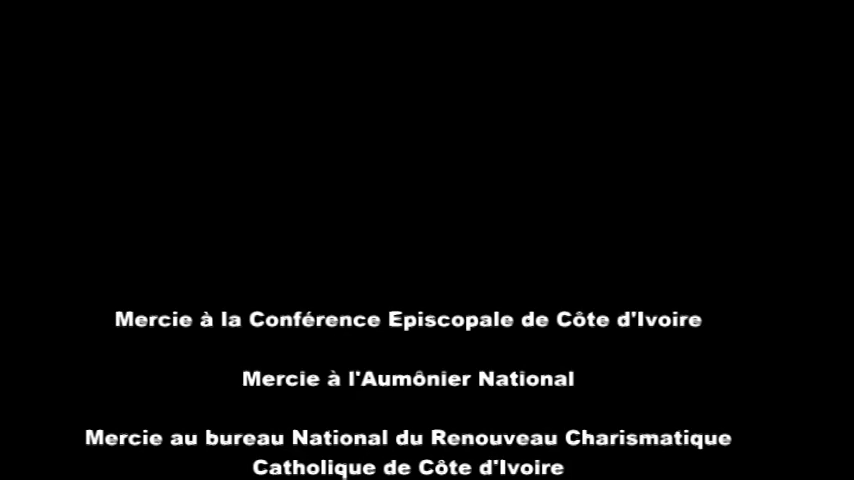 Mercie à la Conférence Episcopale de Côte d'Ivoire
Mercie à l'Aumônier National
Mercie au bureau National du Renouveau Charismatique
Catholique de Côte d'Ivoire